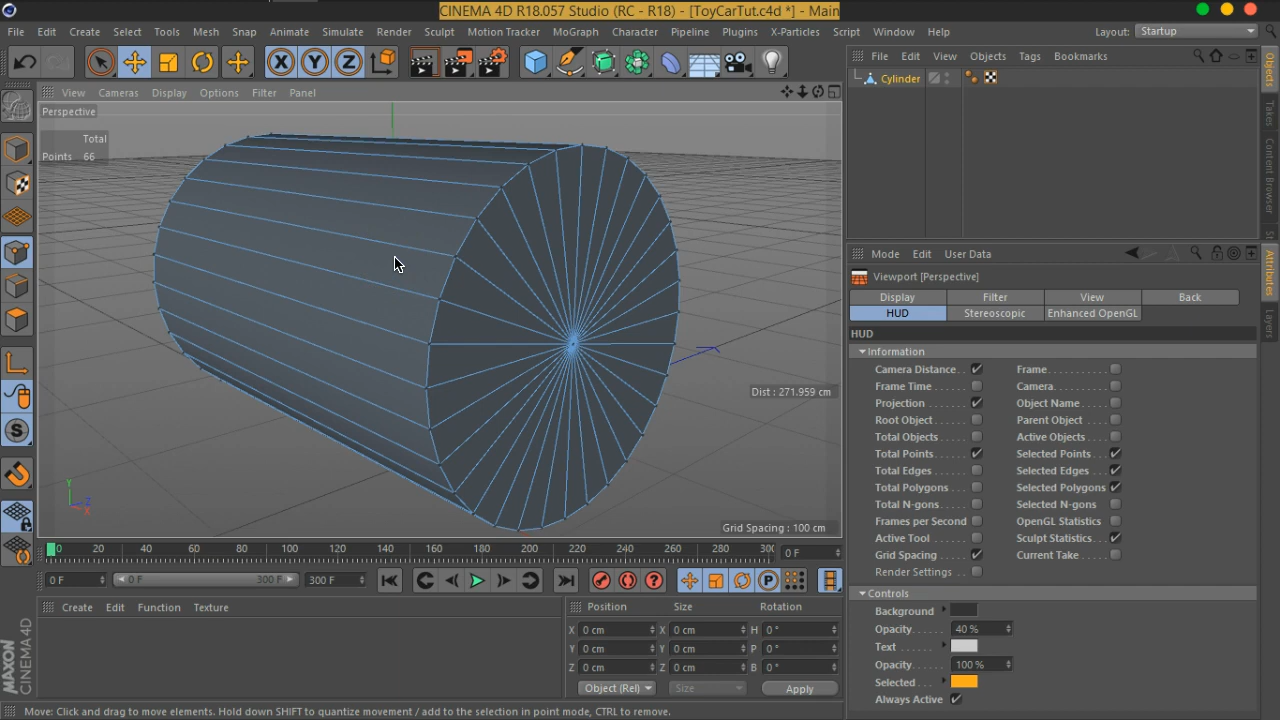 CINEMA 4D R18.057 Studio (RC - R18) - [ToyCarTut.c4d *] - Main
File Edit Create Select Tools Mesh Snap Animate Simulate Render Sculpt Motion Tracker MoGraph Character Pipeline Plugins X-Particles Script Window Help Layout: Startup
X Y Z
File Edit View Objects Tags Bookmarks
Cylinder
View Cameras Display Options Filter Panel
Perspective
Total
Points 66
Dist : 271.959 cm
Grid Spacing : 100 cm
Y
Z
X
S
Objects
Takes
Content Browser
Attributes
Layers
Mode Edit User Data
Viewport [Perspective]
Display Filter View Back
HUD Stereoscopic Enhanced OpenGL
HUD
Information
Camera Distance Frame
Frame Time Camera
Projection Object Name
Root Object Parent Object
Total Objects Active Objects
Total Points Selected Points
Total Edges Selected Edges
Total Polygons Selected Polygons
Total N-gons Selected N-gons
Frames per Second OpenGL Statistics
Active Tool Sculpt Statistics
Grid Spacing Current Take
Render Settings
Controls
Background
Opacity 40 %
Text
Opacity 100 %
Selected
Always Active
0 20 40 60 80 100 120 140 160 180 200 220 240 260 280 30 0 F
0 F 0 F 300 F 300 F
P
Create Edit Function Texture
Position Size Rotation
X 0 cm X 0 cm H 0 °
Y 0 cm Y 0 cm P 0 °
Z 0 cm Z 0 cm B 0 °
Object (Rel) Size Apply
MAXON
CINEMA 4D
Move: Click and drag to move elements. Hold down SHIFT to quantize movement / add to the selection in point mode, CTRL to remove.